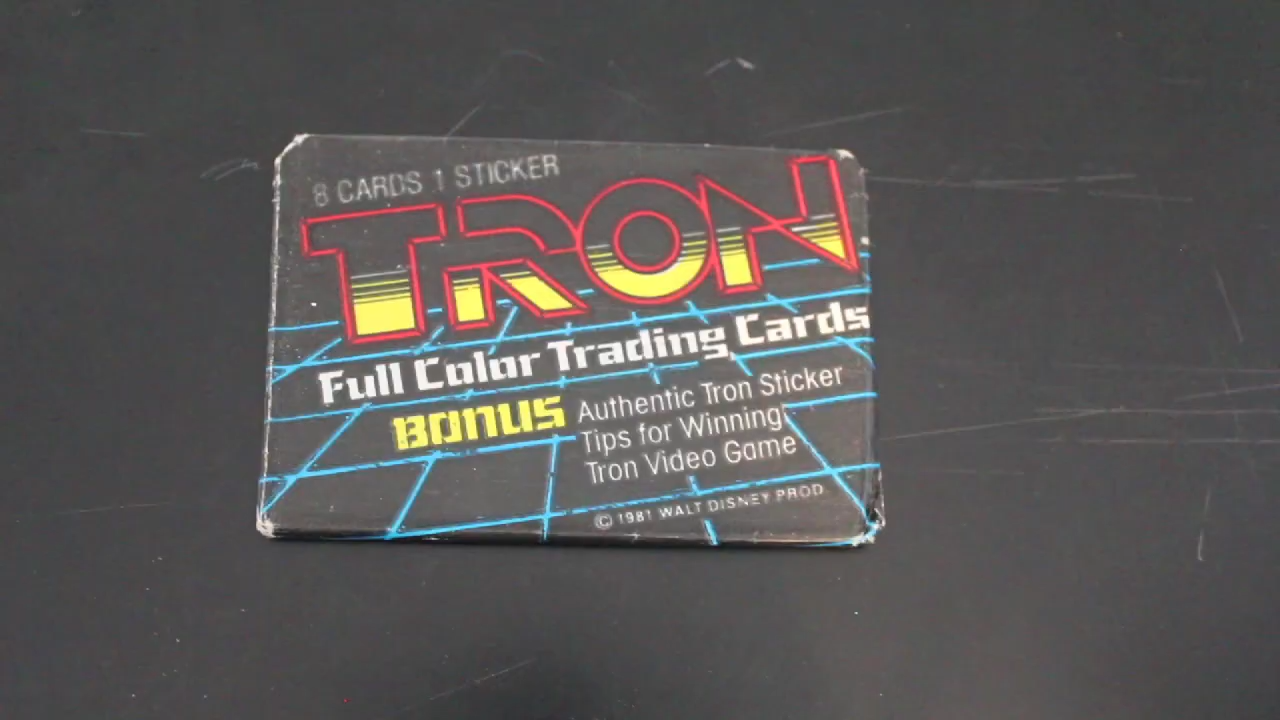 8 CARDS 1 STICKER
TRON
Full Color Trading Cards
BONUS Authentic Tron Sticker
Tips for Winning
Tron Video Game
© 1981 WALT DISNEY PROD.